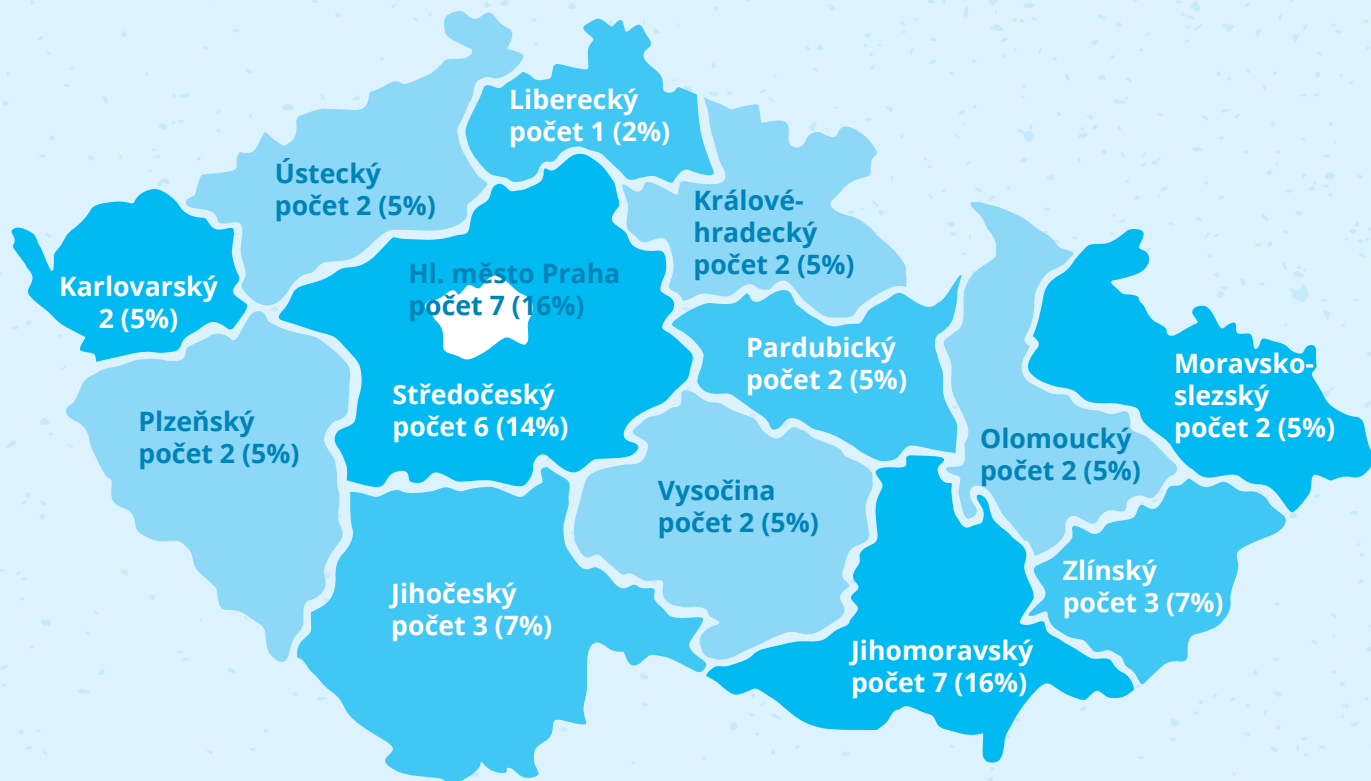 Liberecký
počet 1 (2%)
Ústecký
počet 2 (5%)
Králové-
hradecký
počet 2 (5%)
Karlovarský
2 (5%)
Hl. město Praha
počet 7 (16%)
Pardubický
počet 2 (5%)
Moravsko-
slezský
počet 2 (5%)
Středočeský
počet 6 (14%)
Plzeňský
počet 2 (5%)
Olomoucký
počet 2 (5%)
Vysočina
počet 2 (5%)
Zlínský
počet 3 (7%)
Jihočeský
počet 3 (7%)
Jihomoravský
počet 7 (16%)